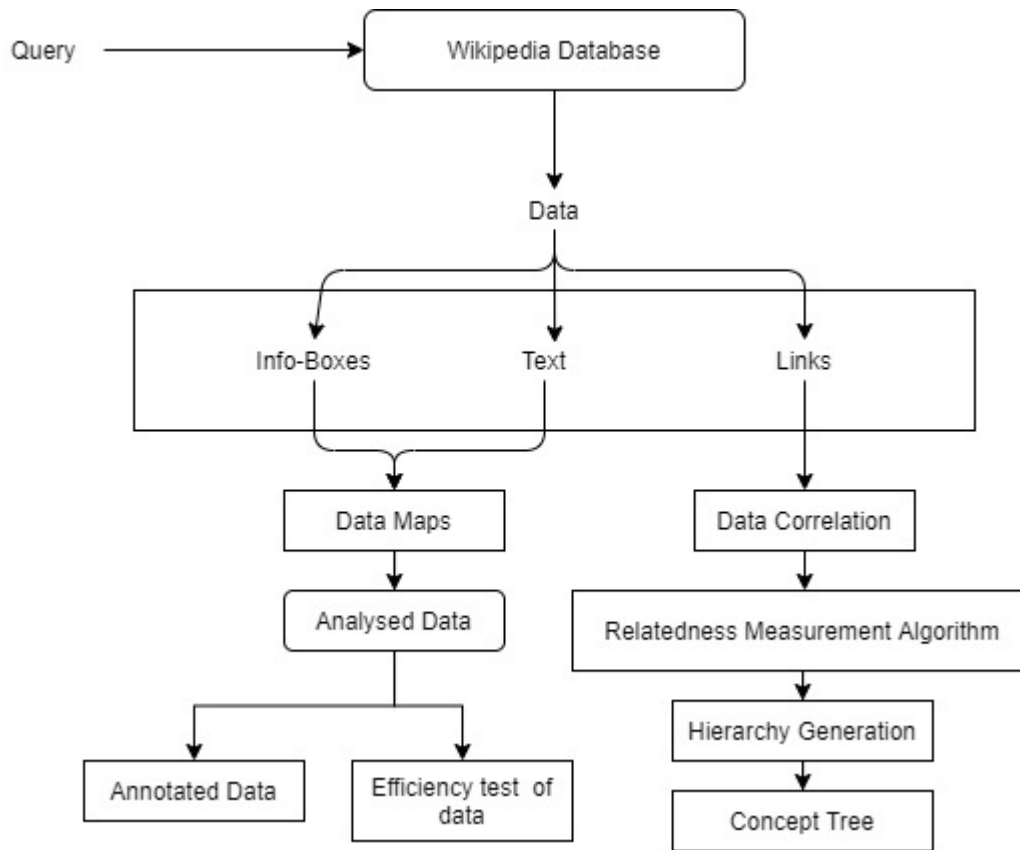 Query
Wikipedia Database
Data
Info-Boxes
Text
Links
Data Maps
Data Correlation
Analysed Data
Relatedness Measurement Algorithm
Hierarchy Generation
Annotated Data
Efficiency test of
data
Concept Tree